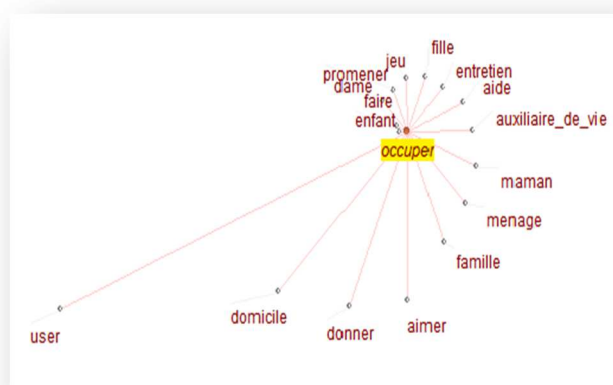 fille
jeu
promener
entretien
dame
aide
faire
enfant
auxiliaire_de_vie
occuper
maman
menage
famille
domicile
user
donner
aimer